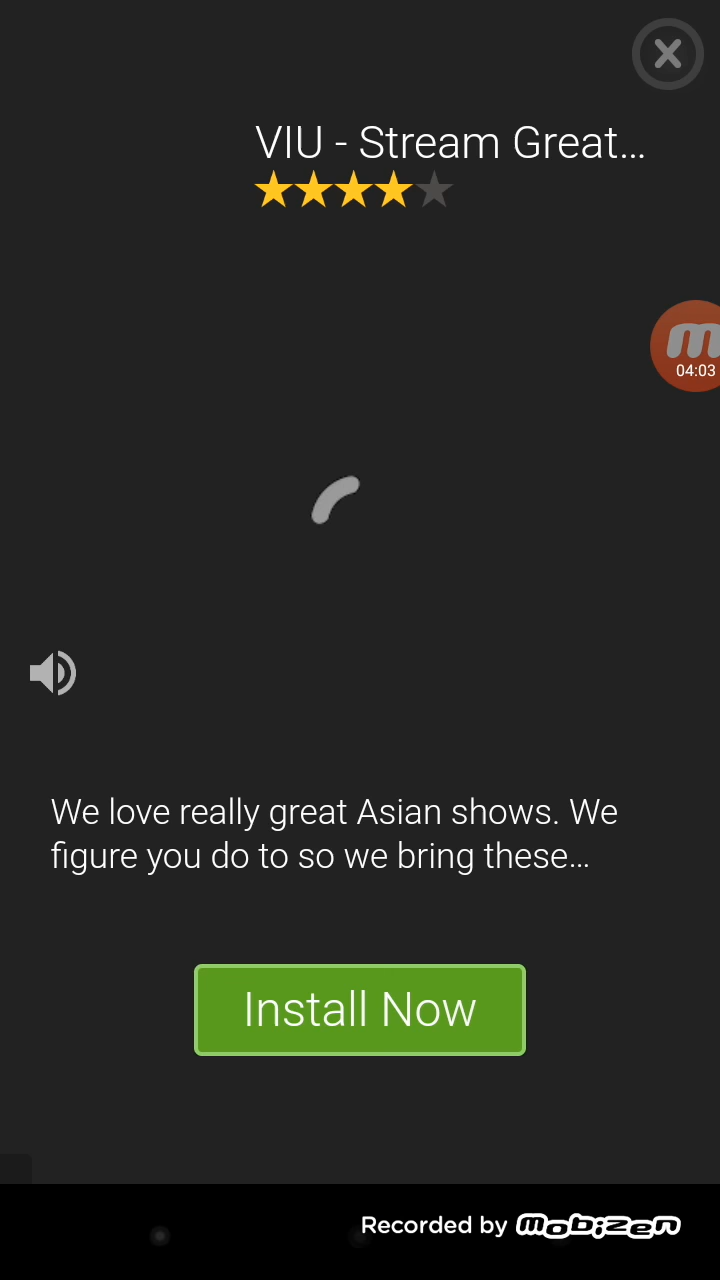 VIU - Stream Great...
04:03
We love really great Asian shows. We
figure you do to so we bring these...
Install Now
Recorded by mobizen